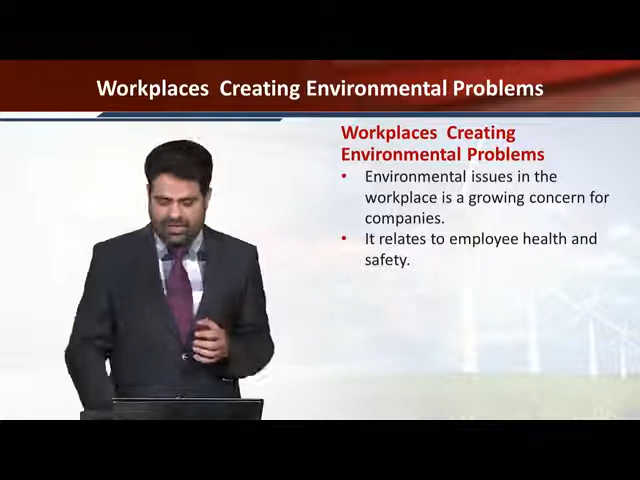 Workplaces  Creating Environmental Problems
Workplaces  Creating
Environmental Problems
• Environmental issues in the
workplace is a growing concern for
companies.
• It relates to employee health and
safety.